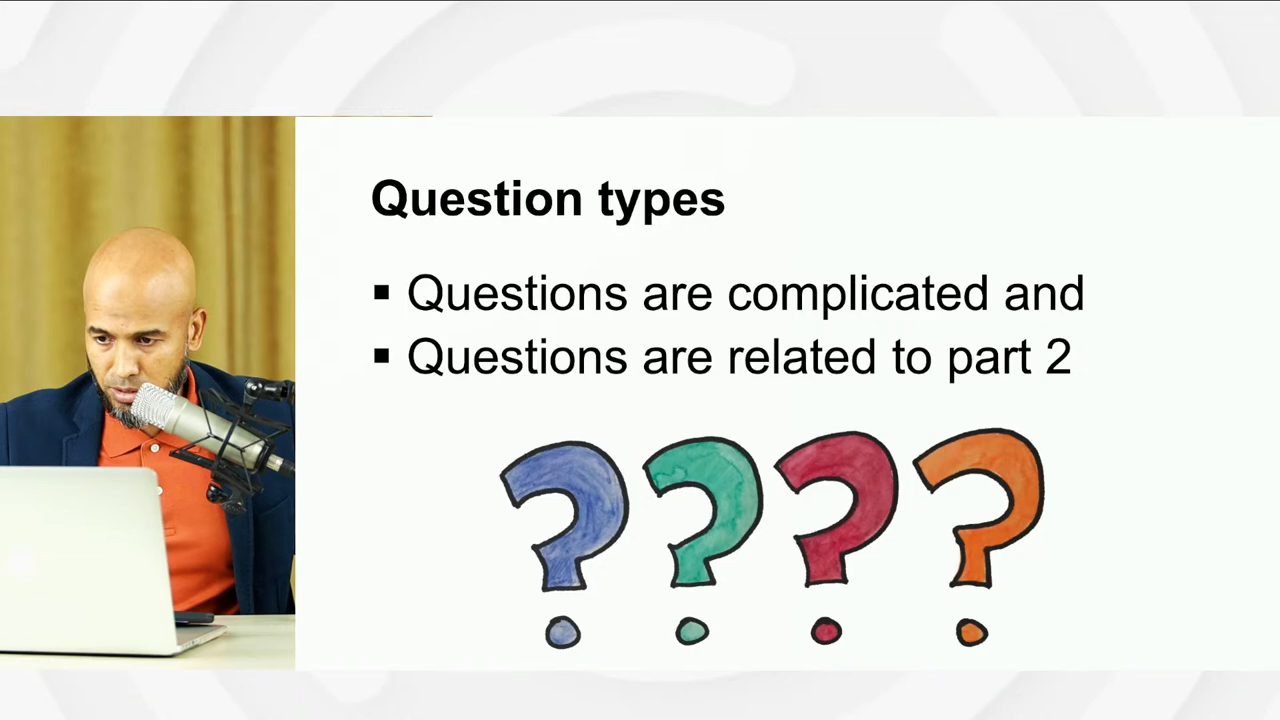 Question types
▪ Questions are complicated and
▪ Questions are related to part 2